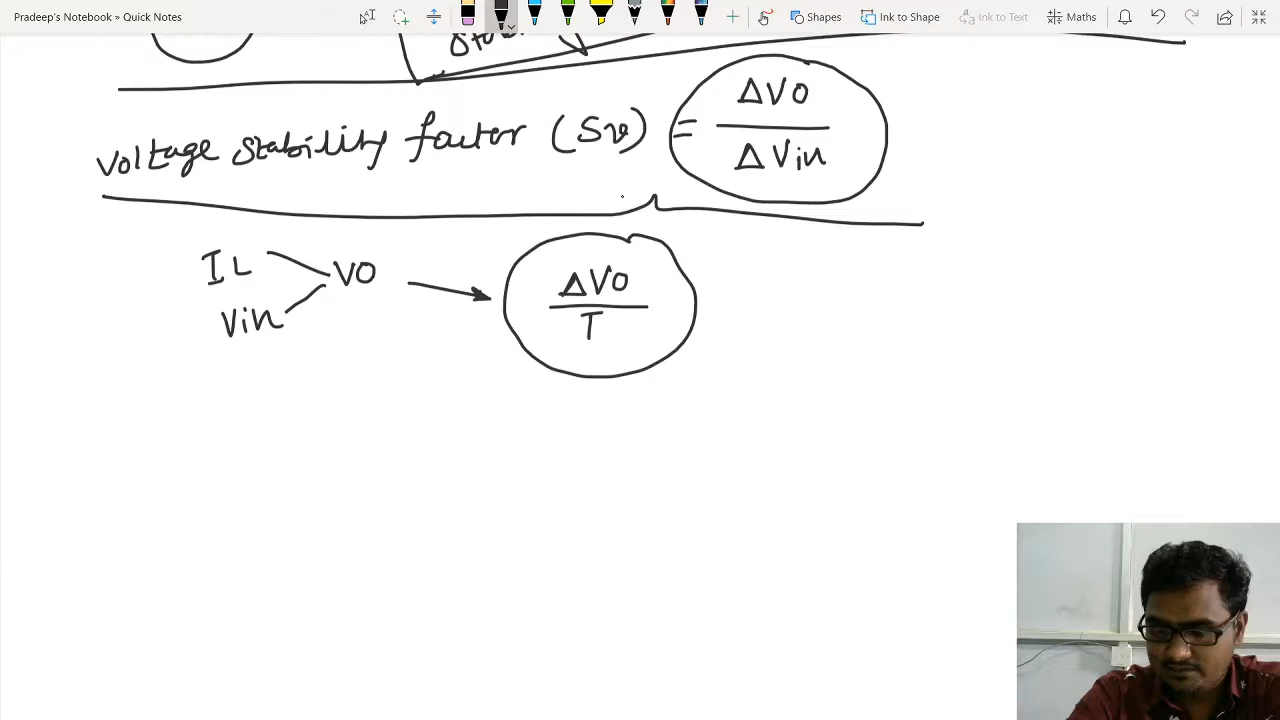 Pradeep's Notebook » Quick Notes
Shapes
Ink to Shape
Ink to Text
Maths
Voltage Stability factor (Sv) = ΔVo
ΔVin
IL
Vo
Vin
ΔVo
T